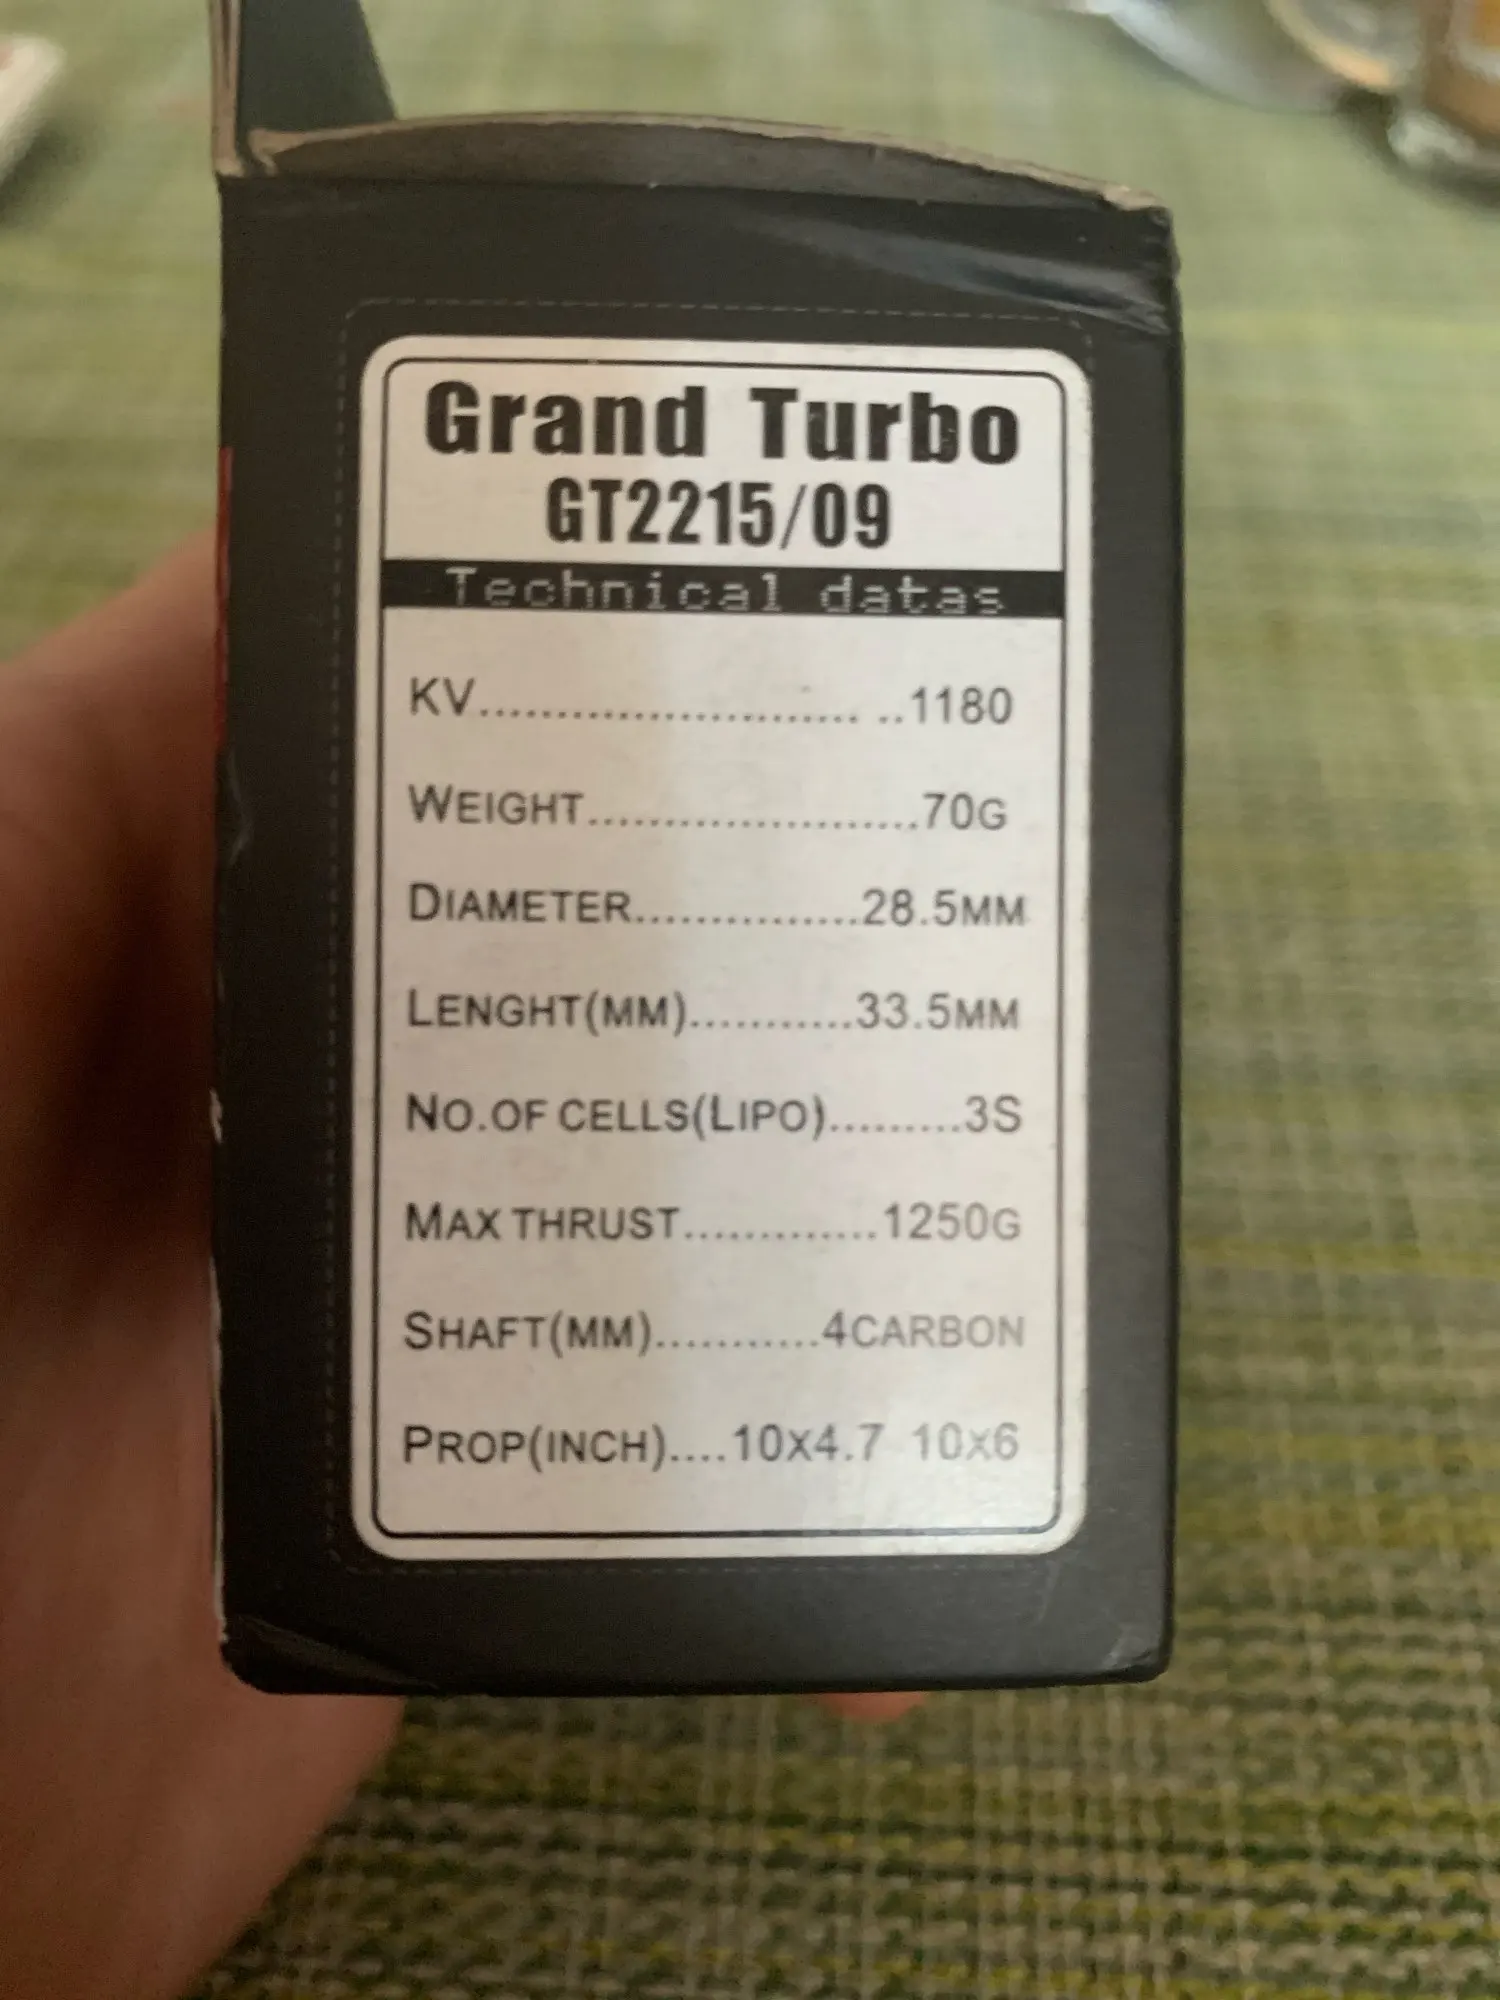 Grand Turbo
GT2215/09
Technical datas
KV.......................... ..1180
WEIGHT......................70G
DIAMETER...............28.5MM
LENGHT(MM)...........33.5MM
NO.OF CELLS(LIPO).........3S
MAX THRUST.............1250G
SHAFT(MM)...........4CARBON
PROP(INCH)....10X4.7 10X6